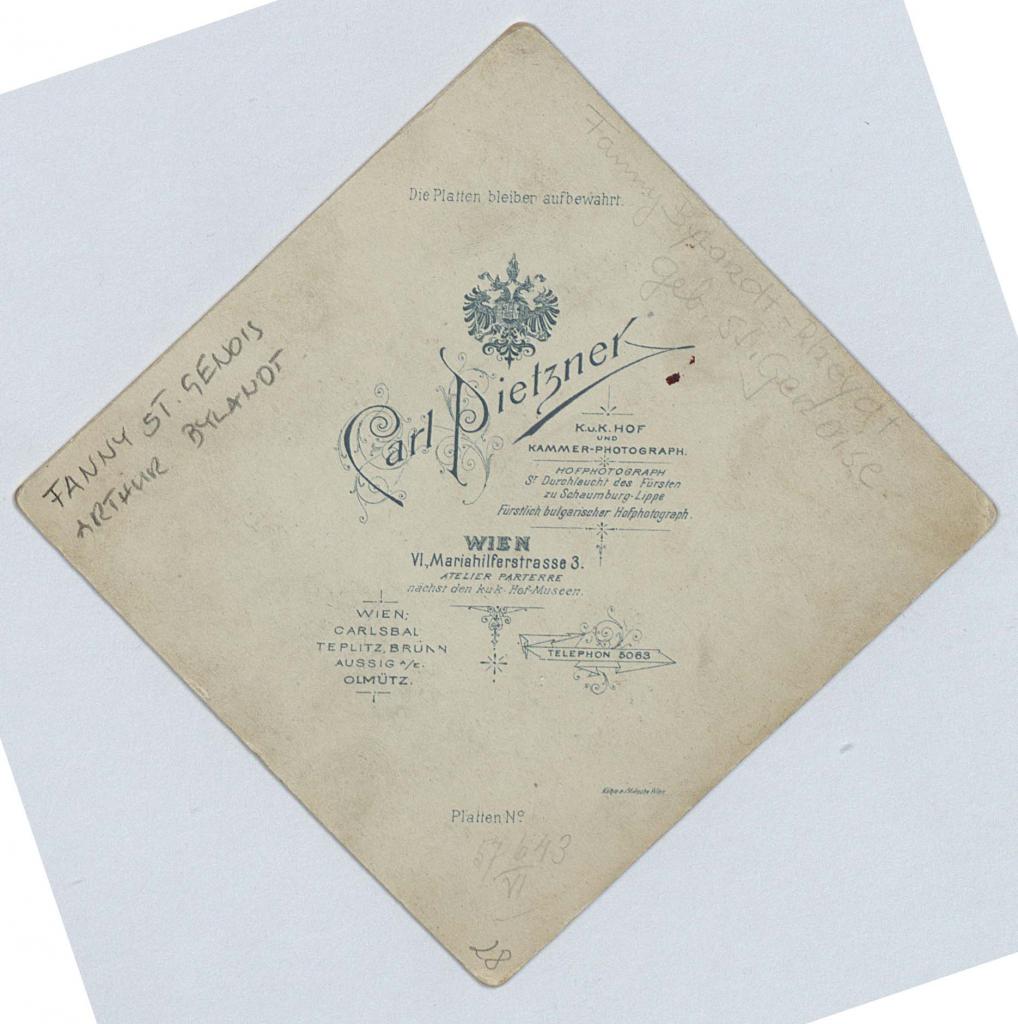 Die Platten bleiben aufbewahrt.
Fanny Bylandt-Rheydt
geb. St. Genoise
FANNY ST. GENOIS
ARTHUR BYLANDT
Carl Pietzner
K.u.K. HOF
UND
KAMMER-PHOTOGRAPH.
HOFPHOTOGRAPH
Sr Durchlaucht des Fürsten
zu Schaumburg-Lippe
Fürstlich bulgarischer Hofphotograph.
WIEN
VI., Mariahilferstrasse 3.
ATELIER PARTERRE
nächst den k.u.k. Hof-Museen.
WIEN;
CARLSBAD
TEPLITZ, BRÜNN
AUSSIG a/E.
OLMÜTZ.
TELEPHON 5063
Platten No
57643
VI
28